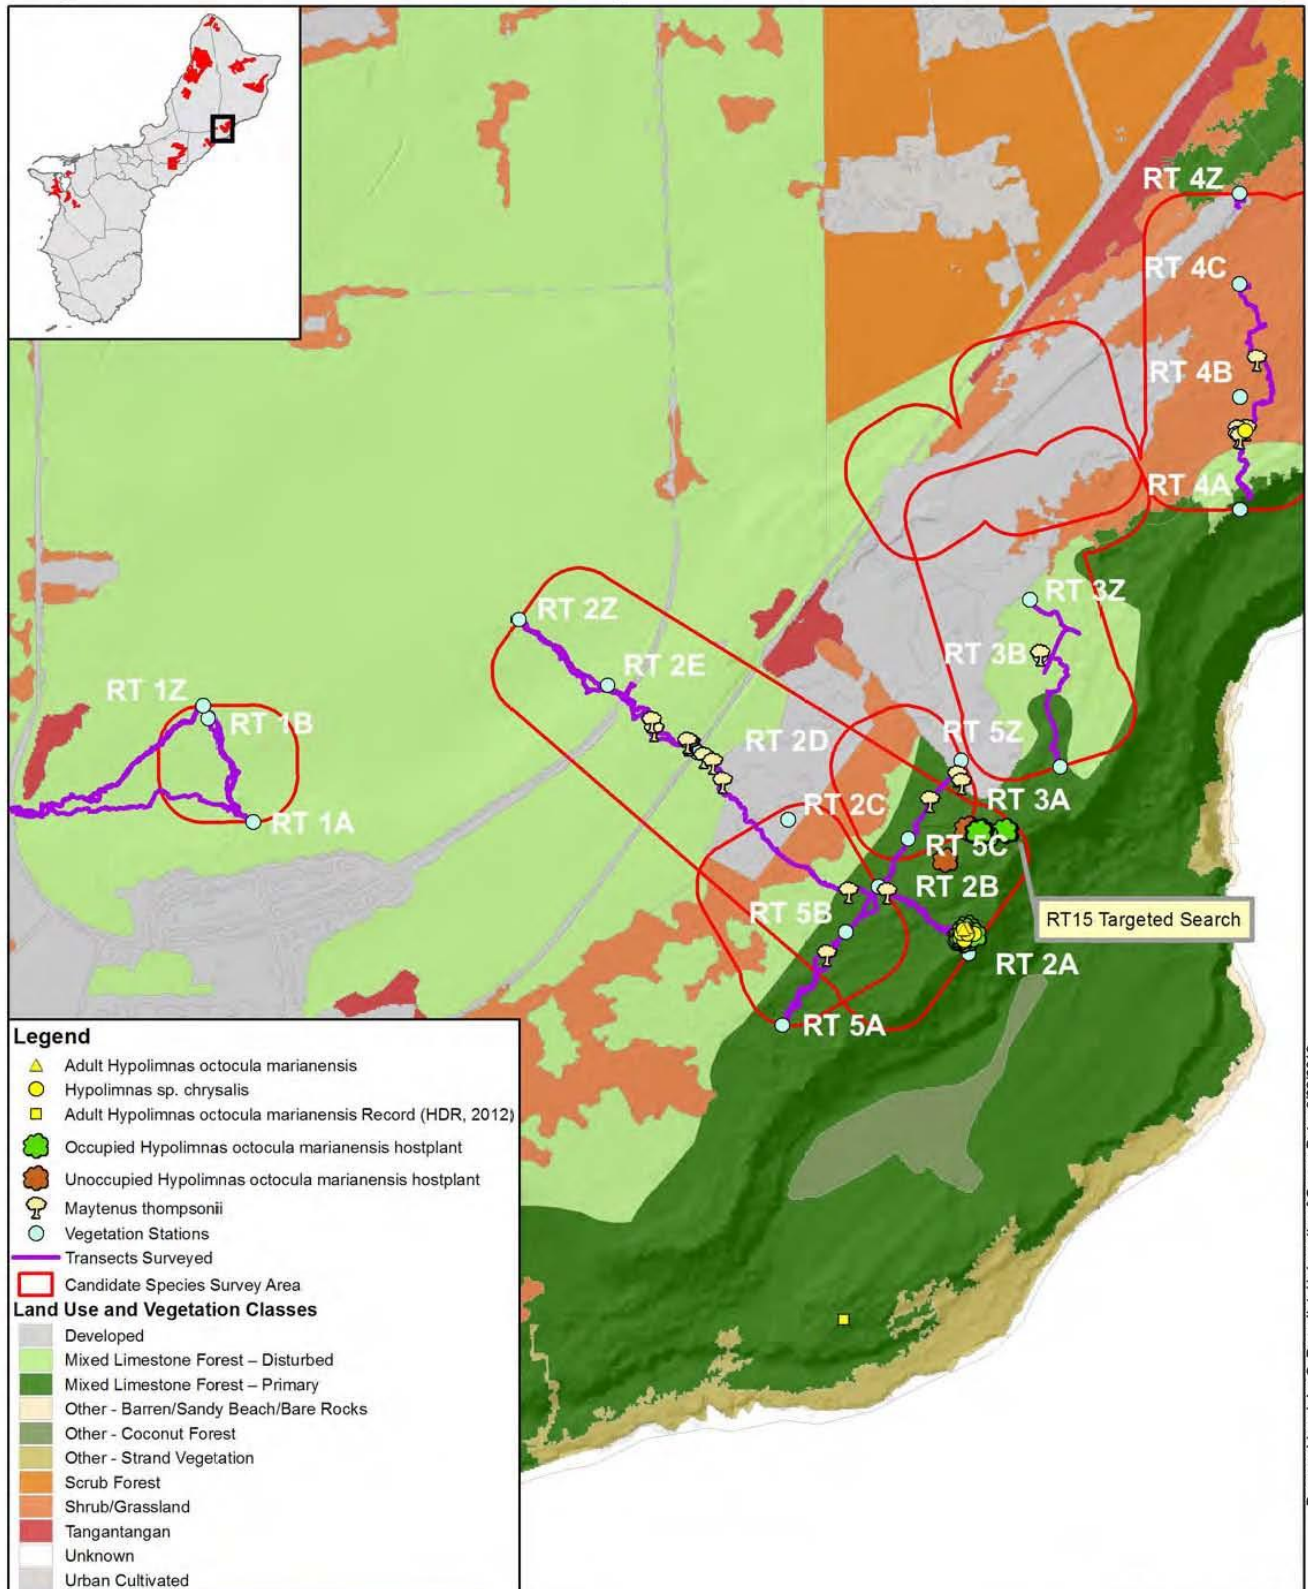 RT 4Z
RT 4C
RT 4B
RT 4A
RT 3Z
RT 3B
RT 2Z
RT 2E
RT 1Z
RT 1B
RT 2D
RT 5Z
RT 3A
RT 2C
RT 1A
RT 5C
RT 2B
RT 5B
RT15 Targeted Search
RT 2A
RT 5A
Legend
Adult Hypolimnas octocula marianensis
Hypolimnas sp. chrysalis
Adult Hypolimnas octocula marianensis Record (HDR, 2012)
Occupied Hypolimnas octocula marianensis hostplant
Unoccupied Hypolimnas octocula marianensis hostplant
Maytenus thompsonii
Vegetation Stations
Transects Surveyed
Candidate Species Survey Area
Land Use and Vegetation Classes
Developed
Mixed Limestone Forest – Disturbed
Mixed Limestone Forest – Primary
Other - Barren/Sandy Beach/Bare Rocks
Other - Coconut Forest
Other - Strand Vegetation
Scrub Forest
Shrub/Grassland
Tangantangan
Unknown
Urban Cultivated